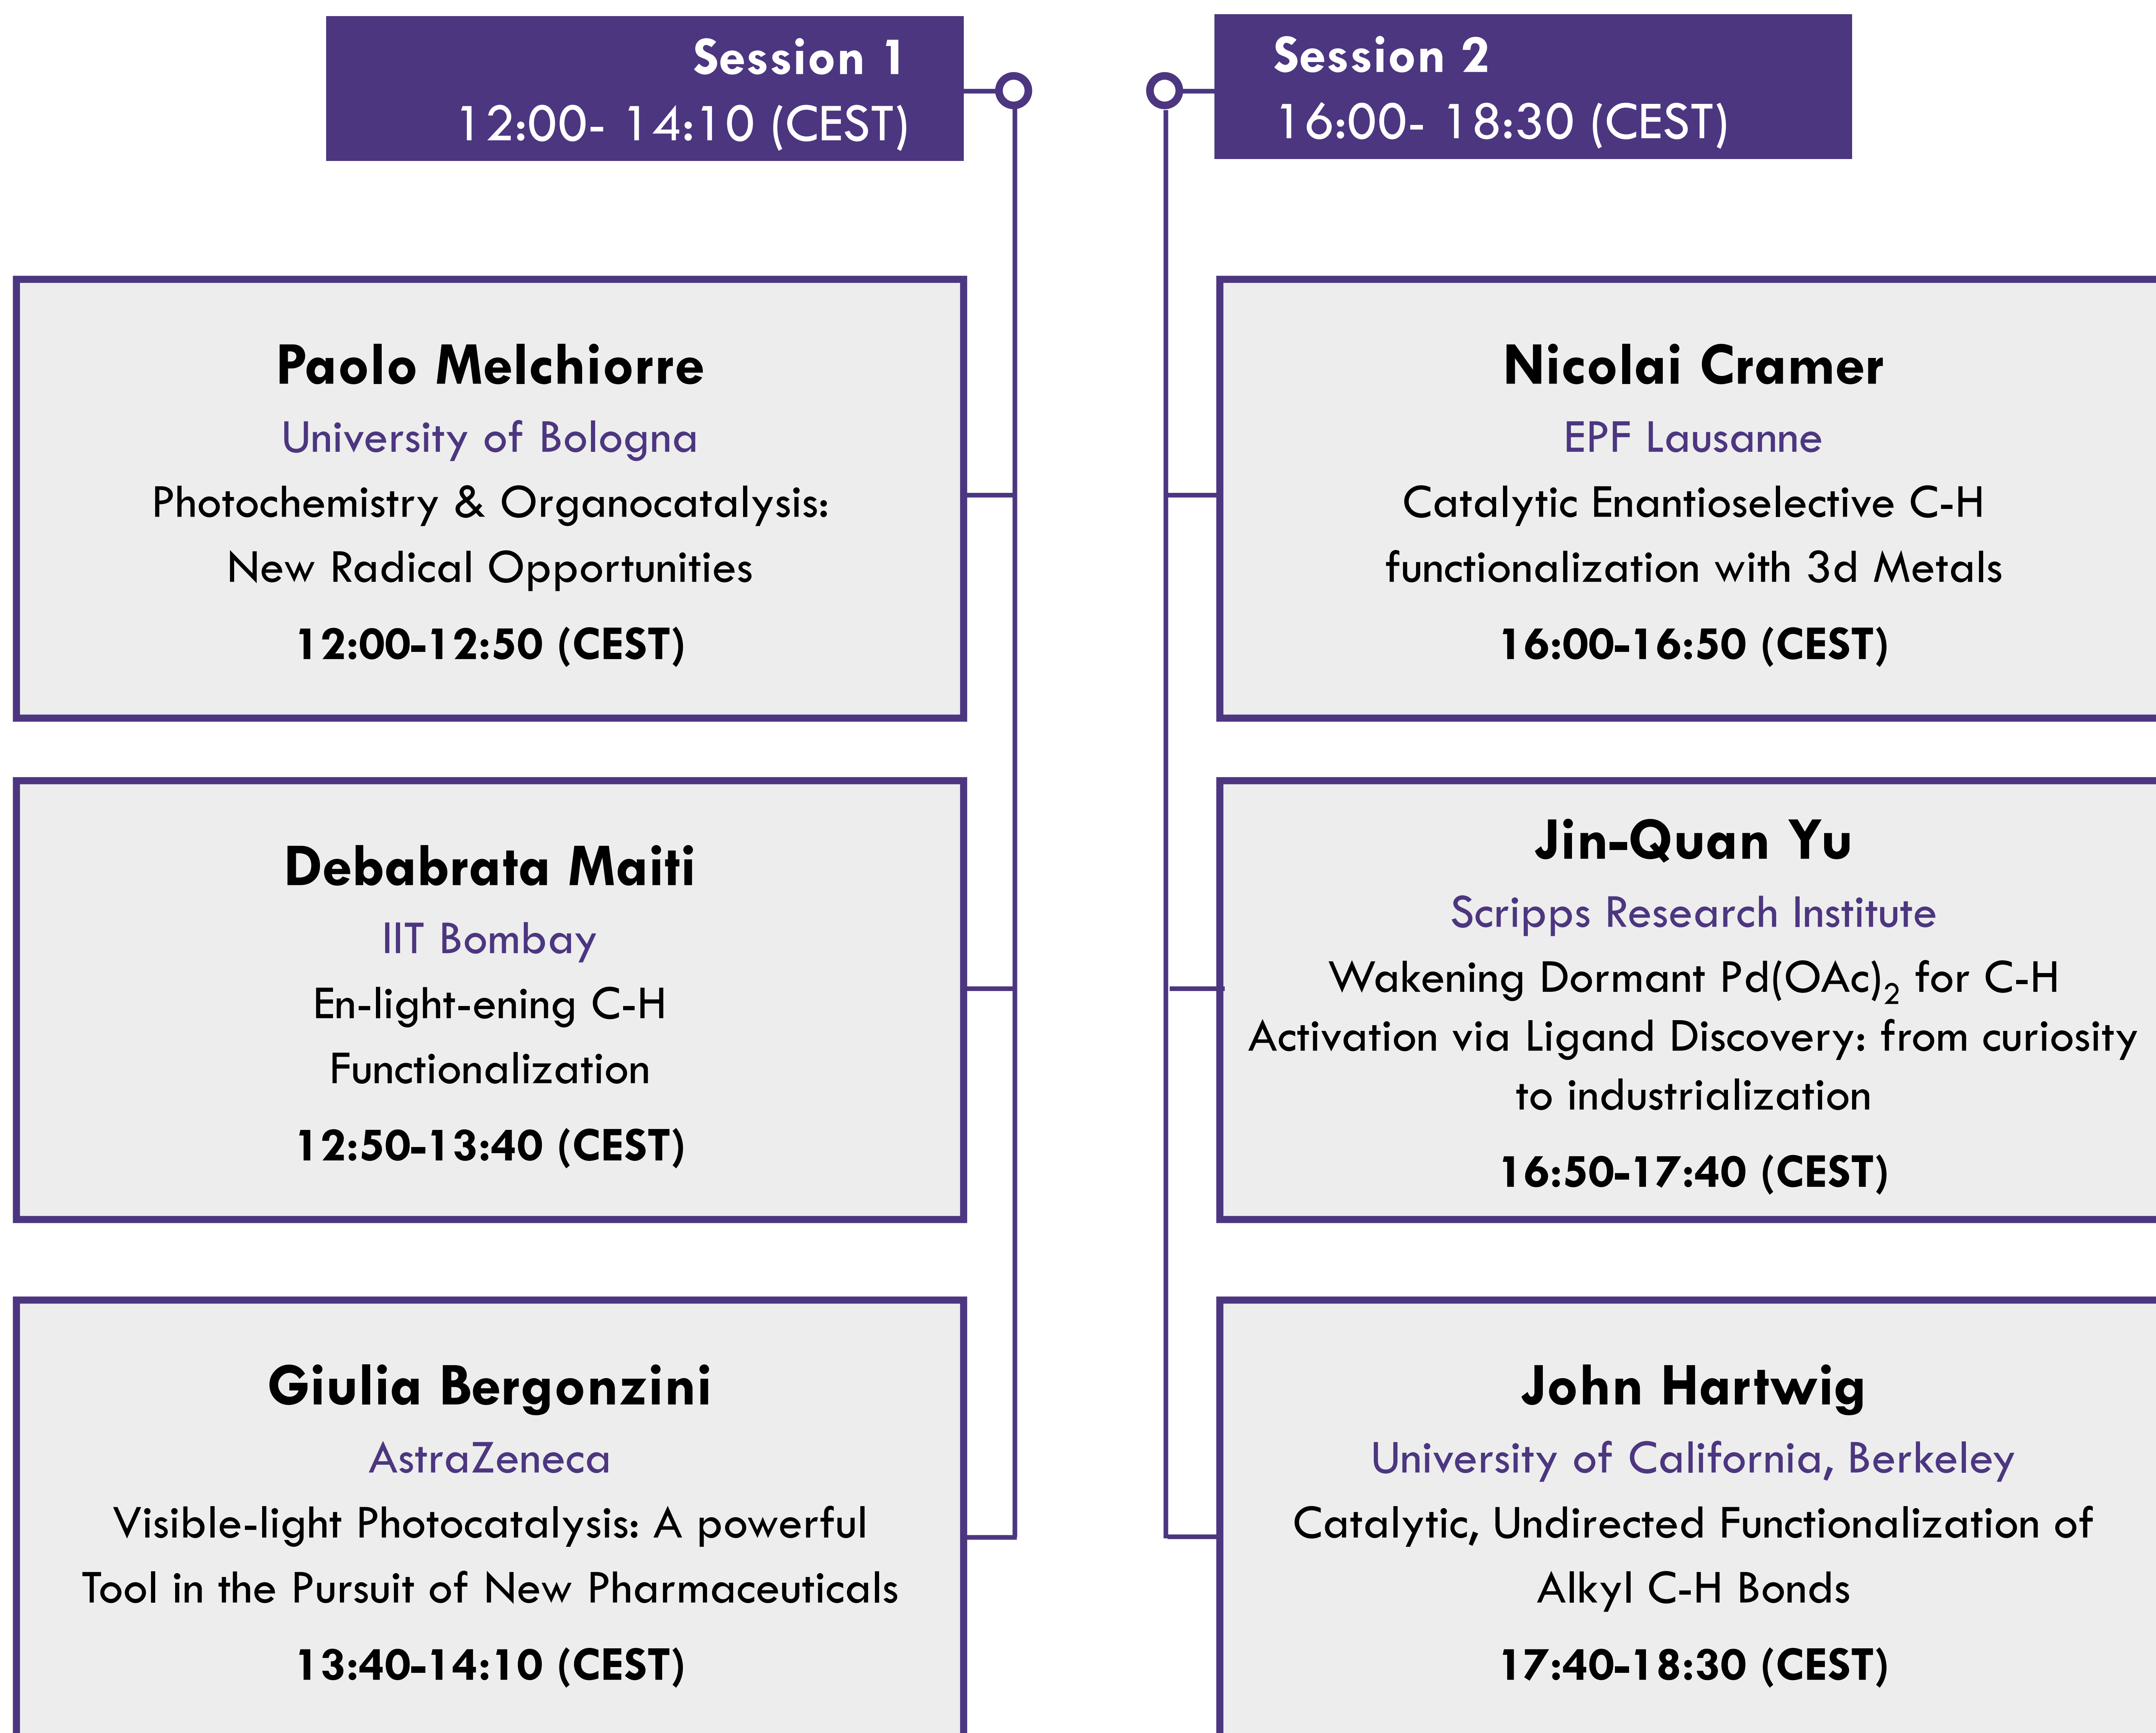 Session 1
12:00- 14:10 (CEST)
Paolo Melchiorre
University of Bologna
Photochemistry & Organocatalysis:
New Radical Opportunities
12:00-12:50 (CEST)
Debabrata Maiti
IIT Bombay
En-light-ening C-H
Functionalization
12:50-13:40 (CEST)
Giulia Bergonzini
AstraZeneca
Visible-light Photocatalysis: A powerful
Tool in the Pursuit of New Pharmaceuticals
13:40-14:10 (CEST)
Session 2
16:00- 18:30 (CEST)
Nicolai Cramer
EPF Lausanne
Catalytic Enantioselective C-H
functionalization with 3d Metals
16:00-16:50 (CEST)
Jin-Quan Yu
Scripps Research Institute
Wakening Dormant Pd(OAc)₂ for C-H
Activation via Ligand Discovery: from curiosity
to industrialization
16:50-17:40 (CEST)
John Hartwig
University of California, Berkeley
Catalytic, Undirected Functionalization of
Alkyl C-H Bonds
17:40-18:30 (CEST)